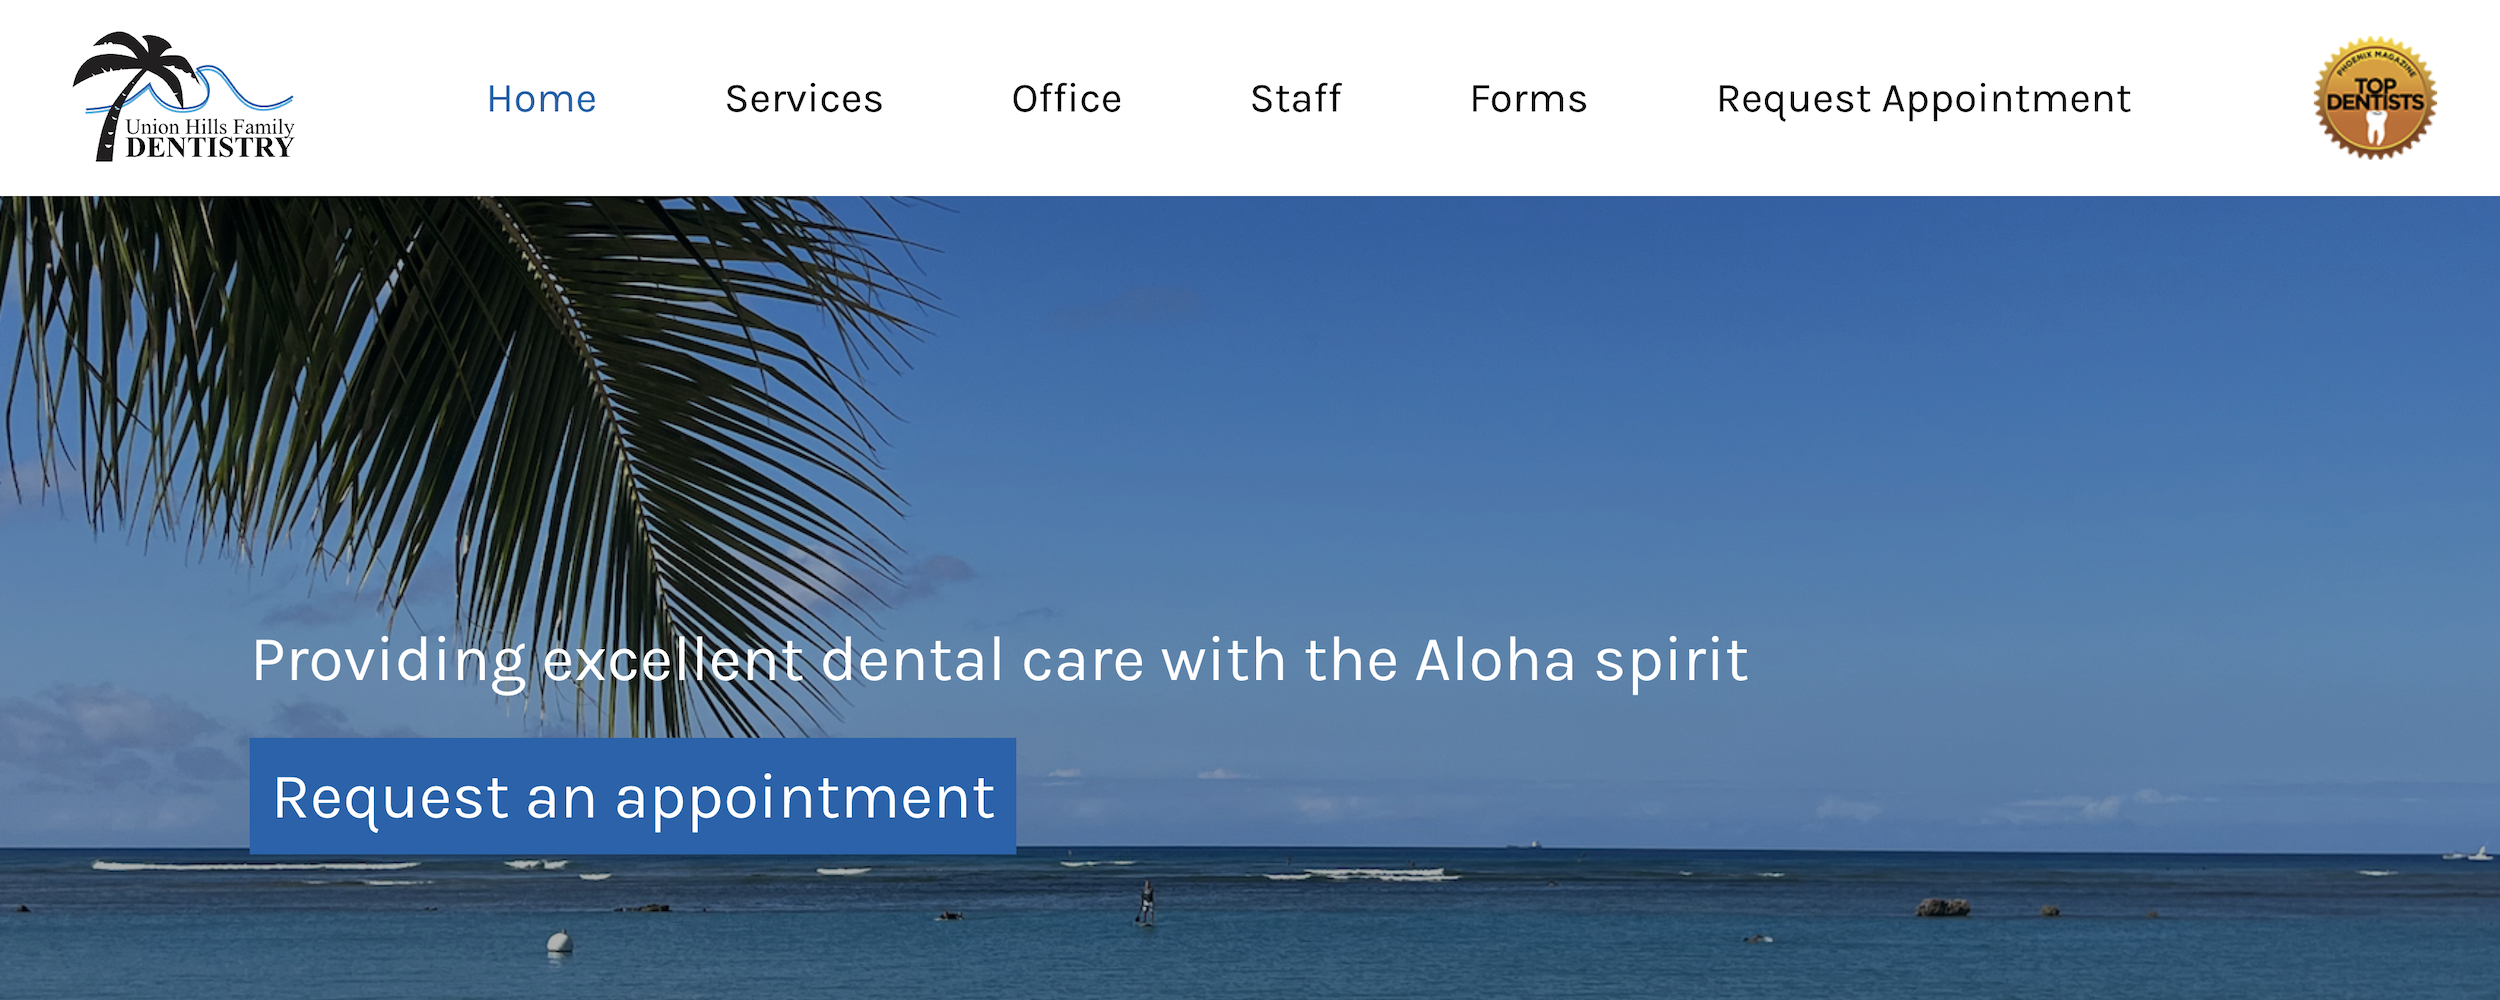 Union Hills Family
DENTISTRY
Home
Services
Office
Staff
Forms
Request Appointment
PHOENIX MAGAZINE
TOP
DENTISTS
Providing excellent dental care with the Aloha spirit
Request an appointment